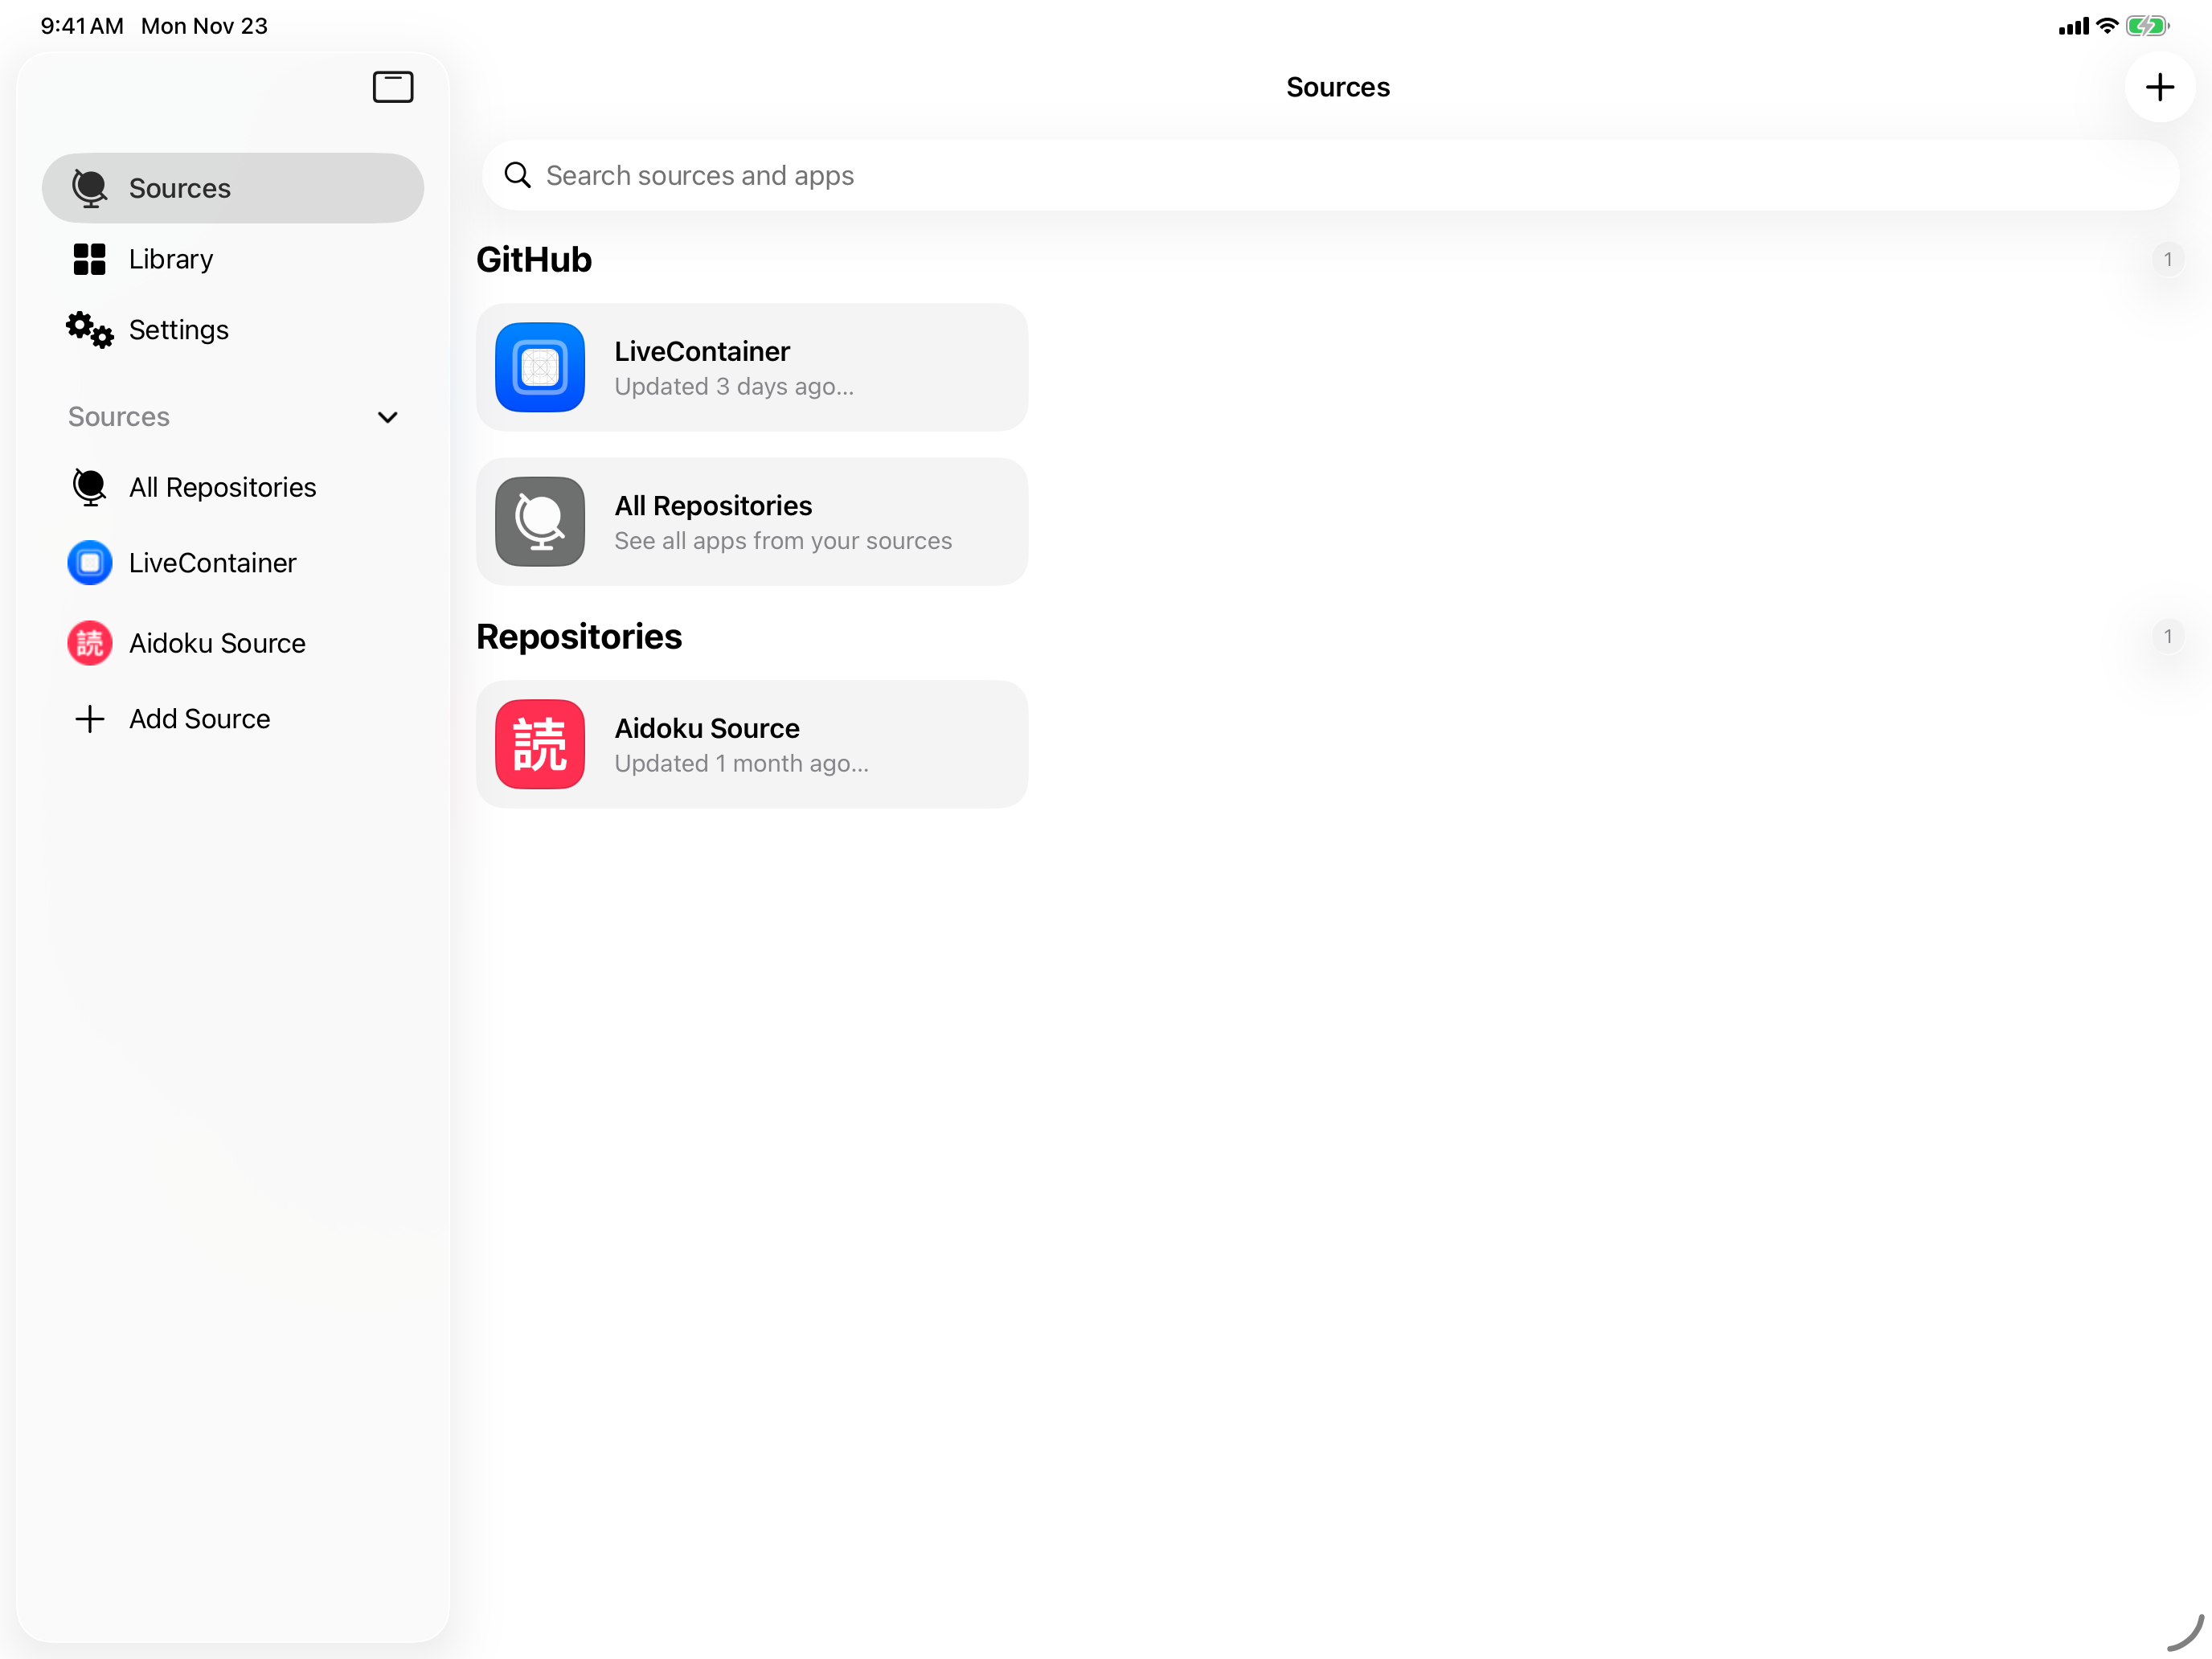 9:41 AM Mon Nov 23
Sources
Library
Settings
Sources
All Repositories
LiveContainer
読 Aidoku Source
Add Source
Sources
Search sources and apps
GitHub 1
LiveContainer
Updated 3 days ago...
All Repositories
See all apps from your sources
Repositories 1
読
Aidoku Source
Updated 1 month ago...